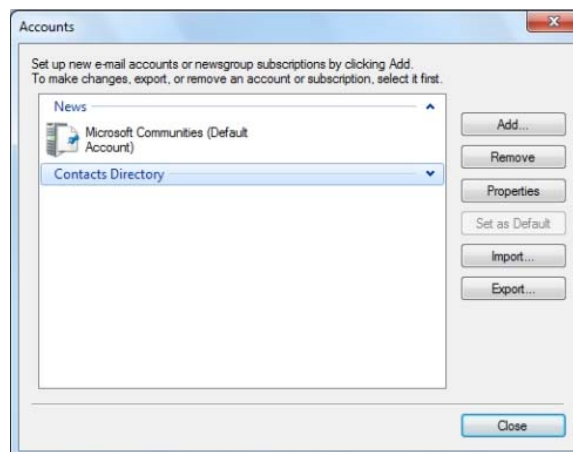 Accounts
Set up new e-mail accounts or newsgroup subscriptions by clicking Add.
To make changes, export, or remove an account or subscription, select it first.
News
Microsoft Communities (Default
Account)
Contacts Directory
Add...
Remove
Properties
Set as Default
Import...
Export...
Close